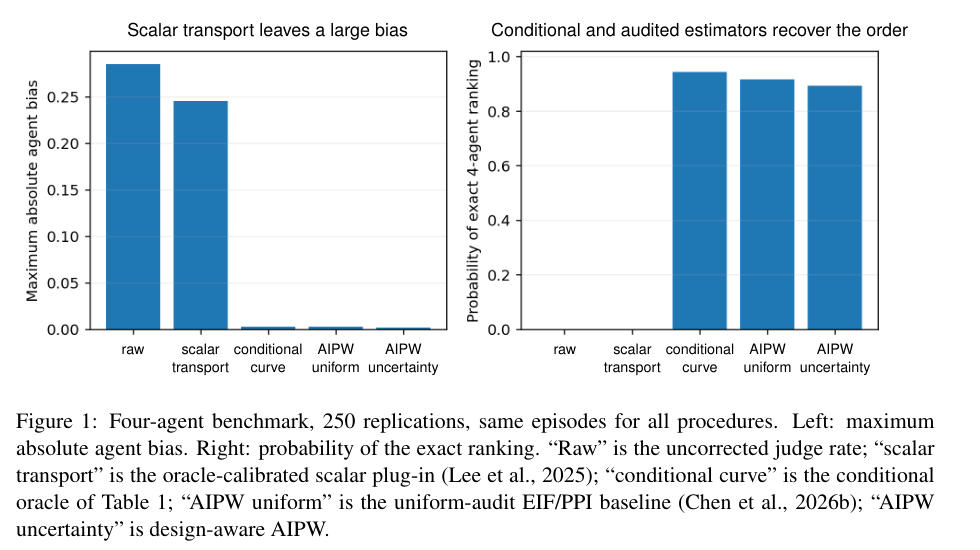 Scalar transport leaves a large bias
Maximum absolute agent bias
0.25
0.20
0.15
0.10
0.05
0.00
raw
scalar transport
conditional curve
AIPW uniform
AIPW uncertainty
Conditional and audited estimators recover the order
Probability of exact 4-agent ranking
1.0
0.8
0.6
0.4
0.2
0.0
raw
scalar transport
conditional curve
AIPW uniform
AIPW uncertainty
Figure 1: Four-agent benchmark, 250 replications, same episodes for all procedures. Left: maximum
absolute agent bias. Right: probability of the exact ranking. “Raw” is the uncorrected judge rate; “scalar
transport” is the oracle-calibrated scalar plug-in (Lee et al., 2025); “conditional curve” is the conditional
oracle of Table 1; “AIPW uniform” is the uniform-audit EIF/PPI baseline (Chen et al., 2026b); “AIPW
uncertainty” is design-aware AIPW.